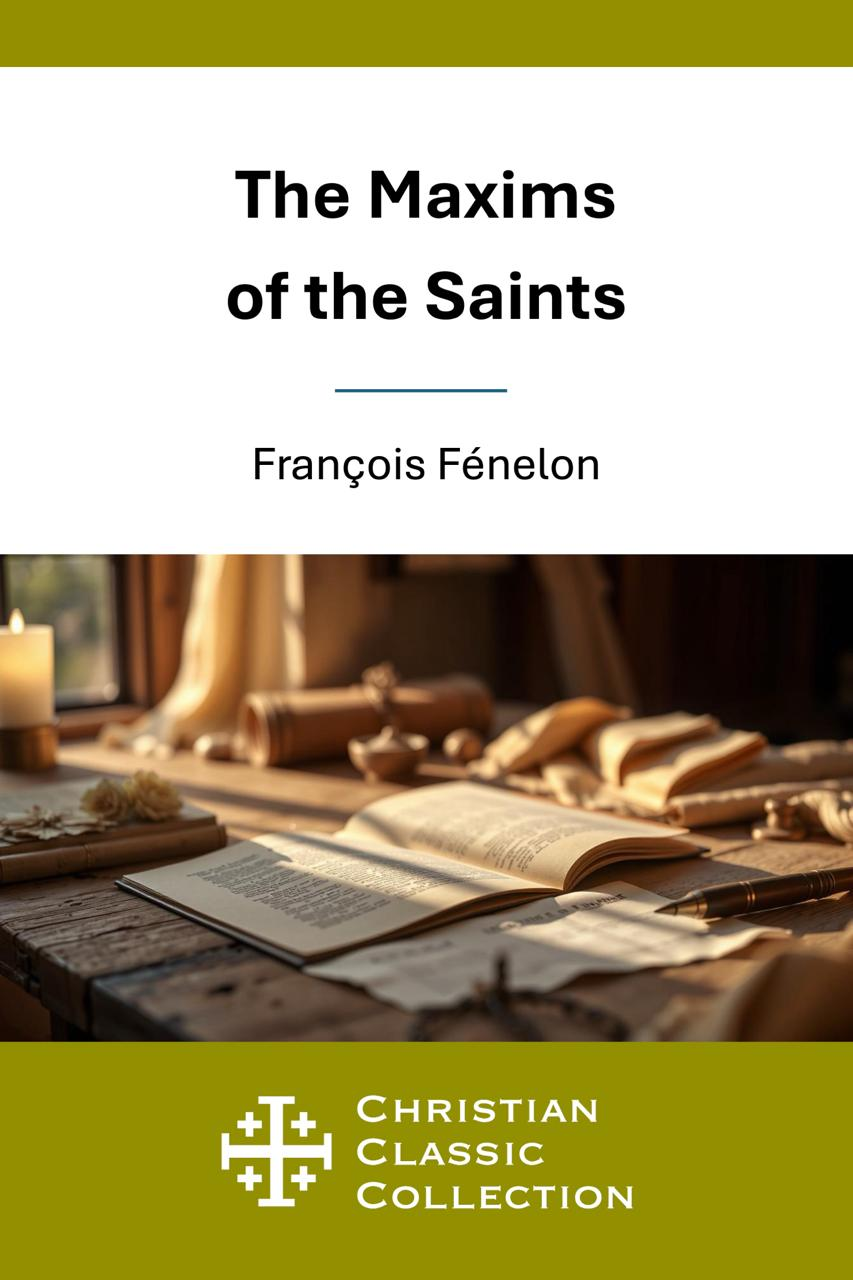 The Maxims
of the Saints
François Fénelon
CHRISTIAN
CLASSIC
COLLECTION